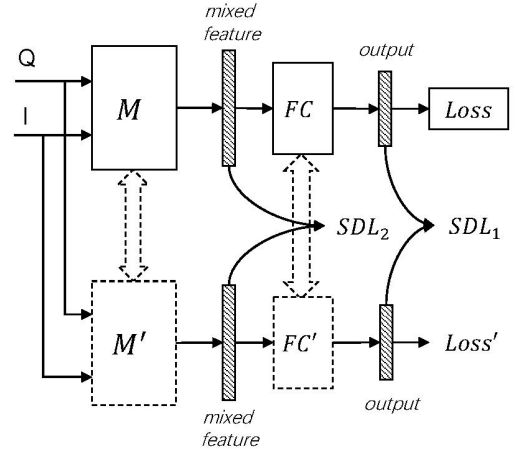 mixed
feature
output
Q
I
M
FC
Loss
SDL₂
SDL₁
M'
FC'
Loss'
mixed
feature
output